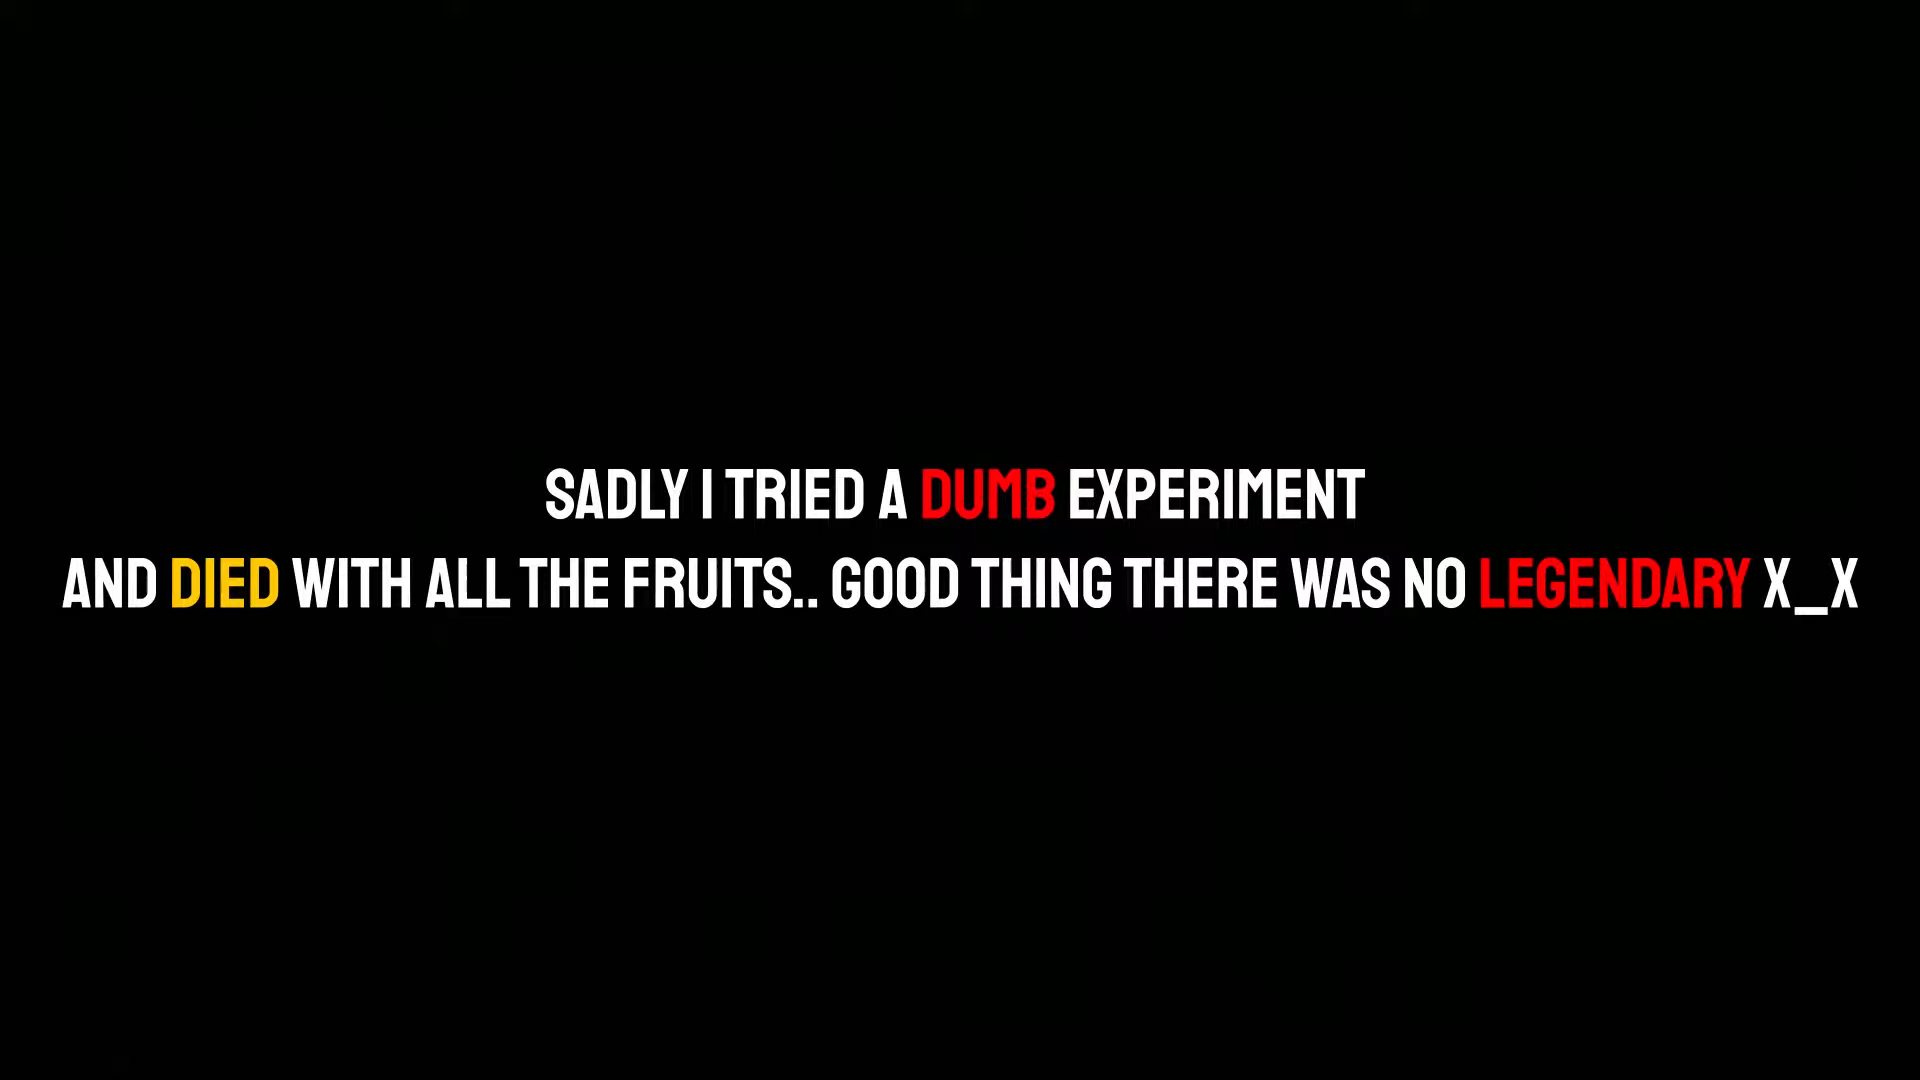 SADLY I TRIED A DUMB EXPERIMENT
AND DIED WITH ALL THE FRUITS.. GOOD THING THERE WAS NO LEGENDARY X_X